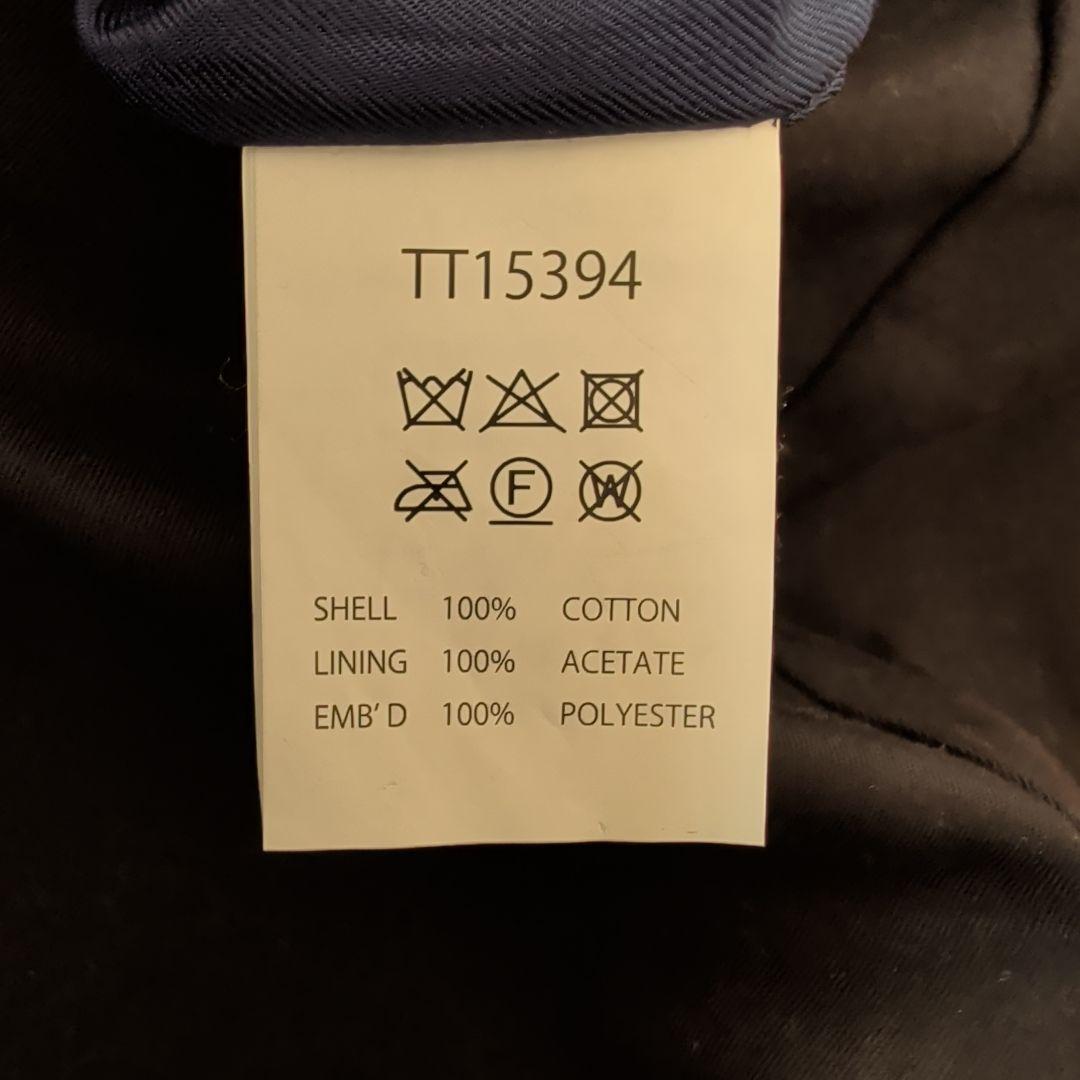 TT15394
F W
SHELL 100% COTTON
LINING 100% ACETATE
EMB'D 100% POLYESTER